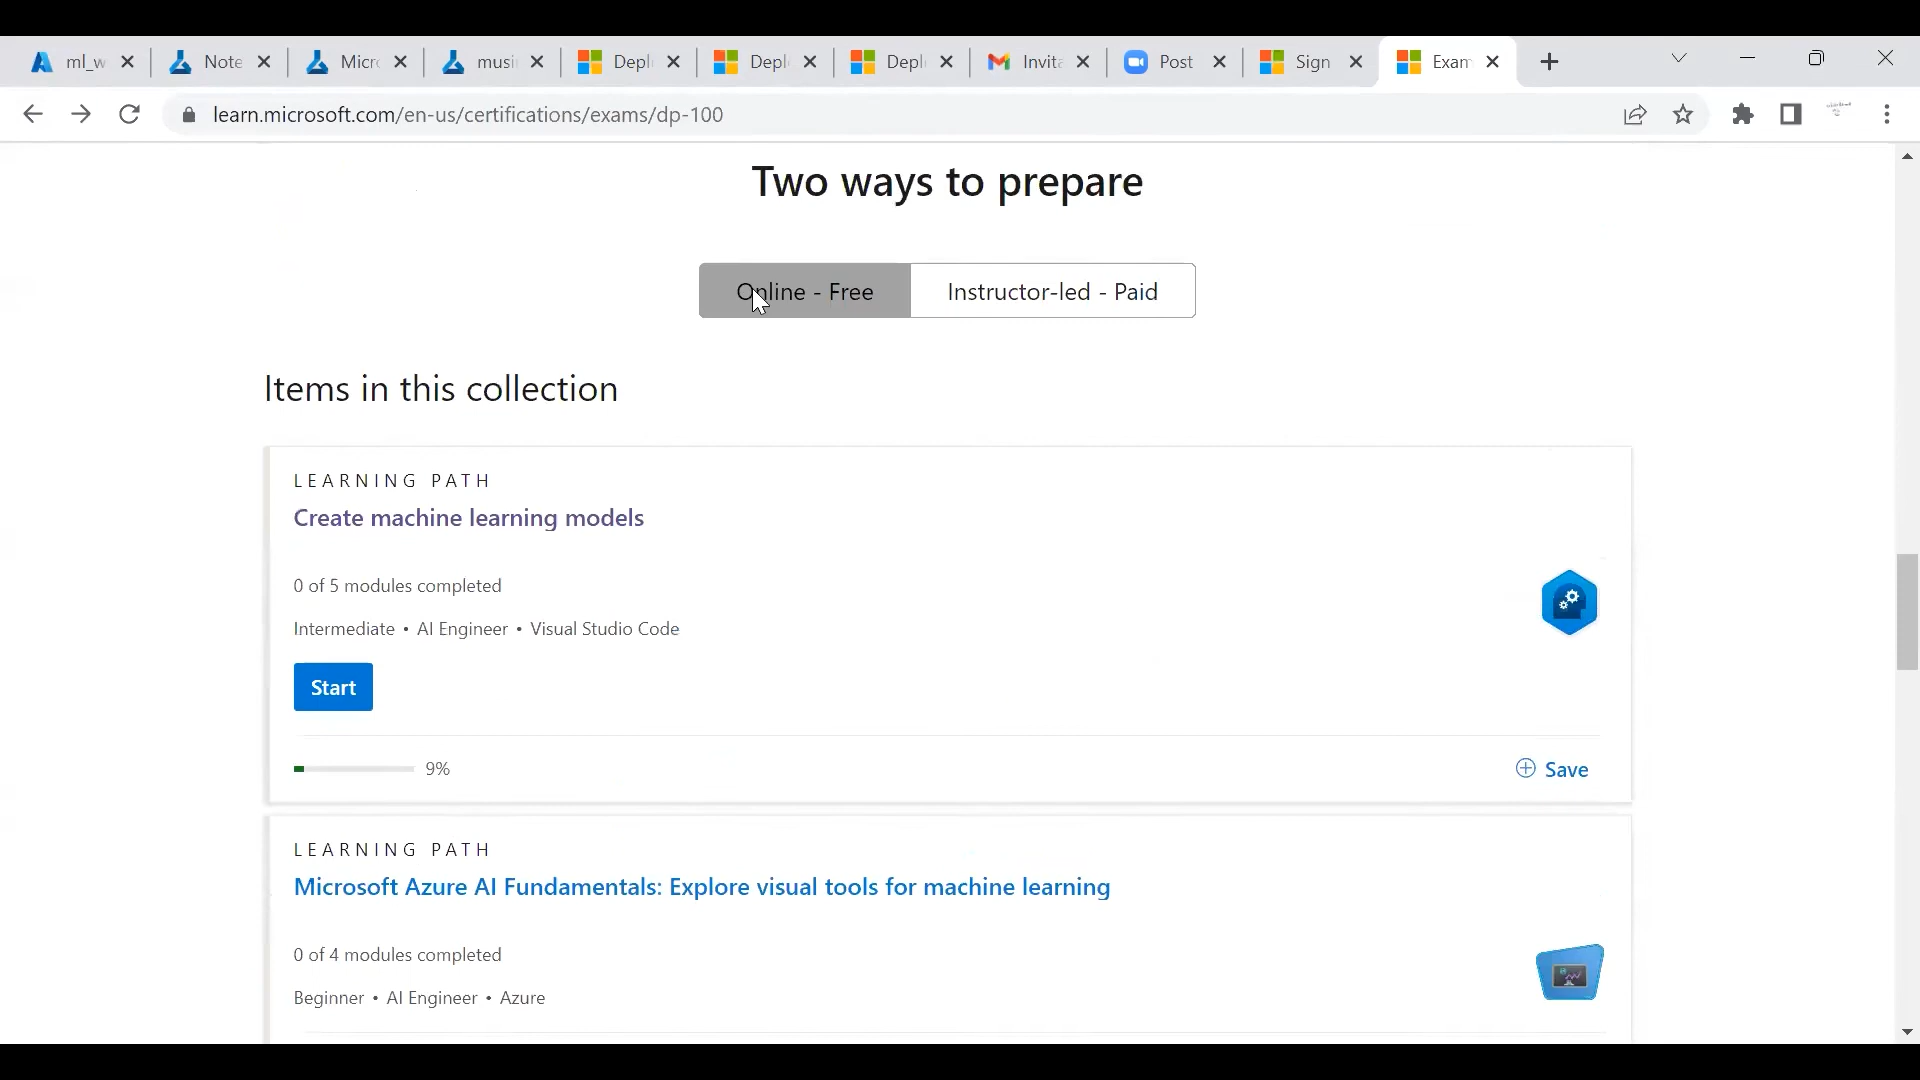 ml_w
Note
Micr
musi
Depl
Depl
Depl
Invita
Post
Sign
Exam
learn.microsoft.com/en-us/certifications/exams/dp-100
Two ways to prepare
Online - Free
Instructor-led - Paid
Items in this collection
LEARNING PATH
Create machine learning models
0 of 5 modules completed
Intermediate • AI Engineer • Visual Studio Code
Start
9%
Save
LEARNING PATH
Microsoft Azure AI Fundamentals: Explore visual tools for machine learning
0 of 4 modules completed
Beginner • AI Engineer • Azure